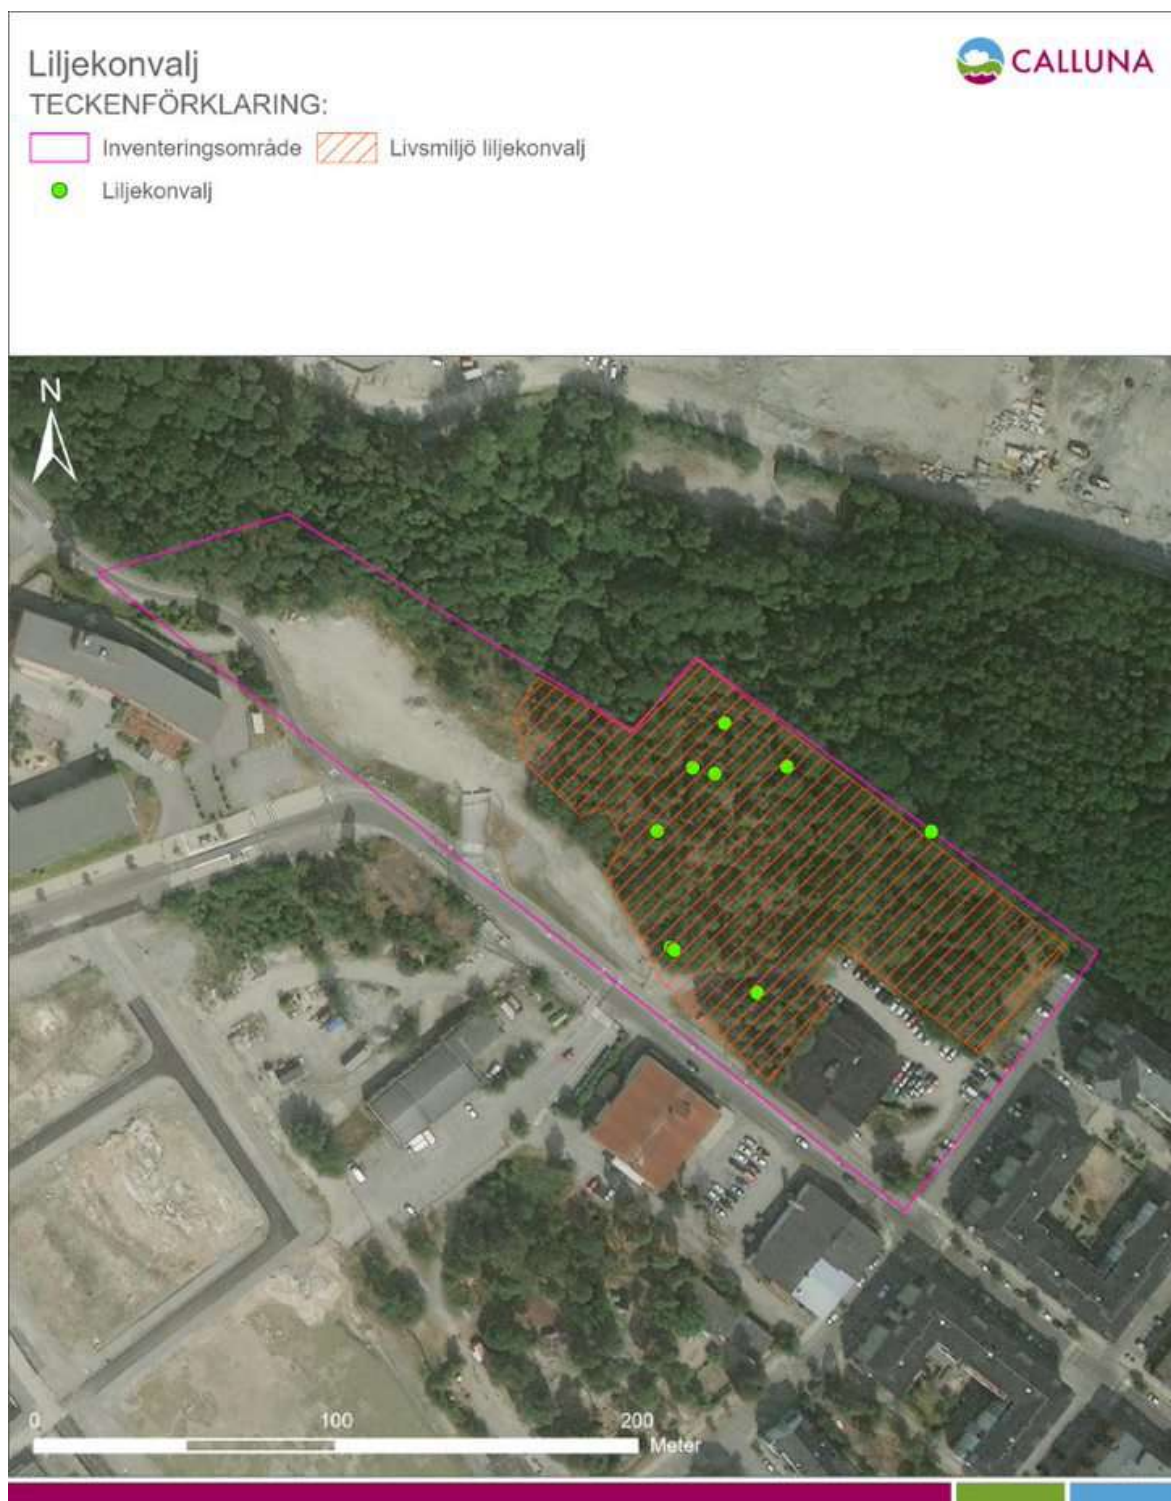 Liljekonvalj
CALLUNA
TECKENFÖRKLARING:
Inventeringsområde Livsmiljö liljekonvalj
Liljekonvalj
N
0 100 200
Meter